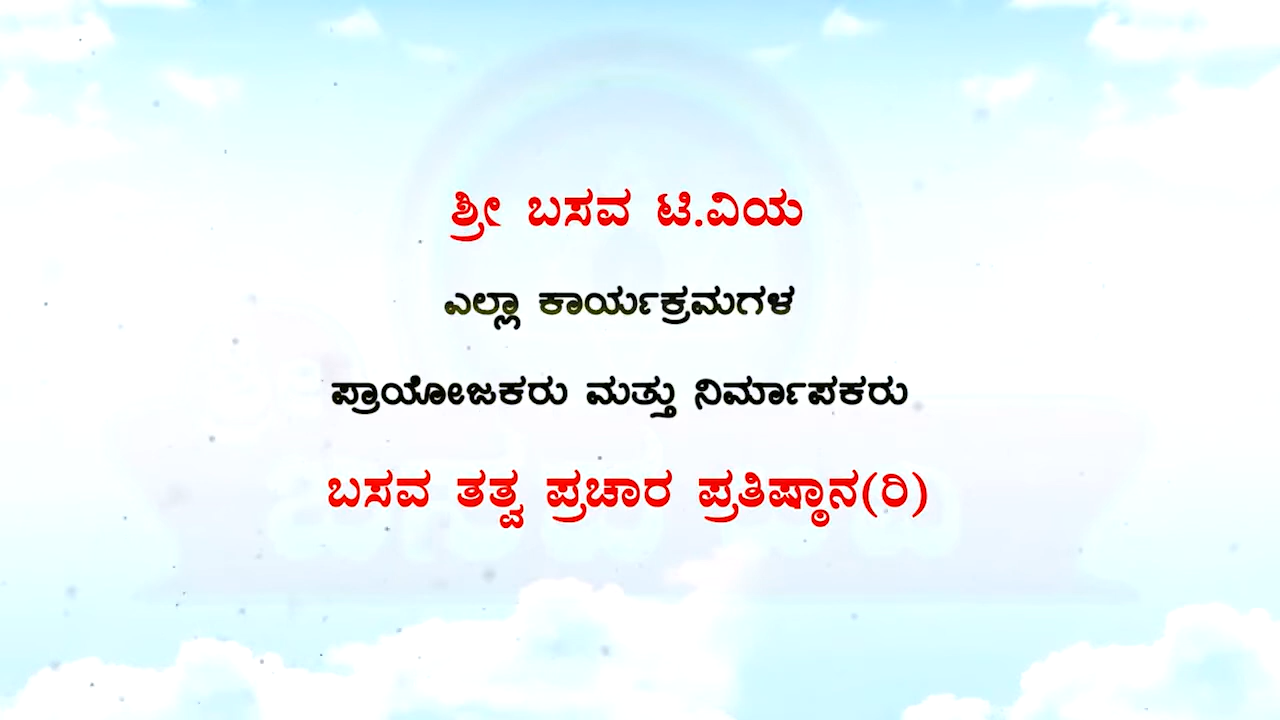 ಶ್ರೀ ಬಸವ ಟಿ.ವಿಯ
ಎಲ್ಲಾ ಕಾರ್ಯಕ್ರಮಗಳ
ಪ್ರಾಯೋಜಕರು ಮತ್ತು ನಿರ್ಮಾಪಕರು
ಬಸವ ತತ್ವ ಪ್ರಚಾರ ಪ್ರತಿಷ್ಠಾನ(ರಿ)